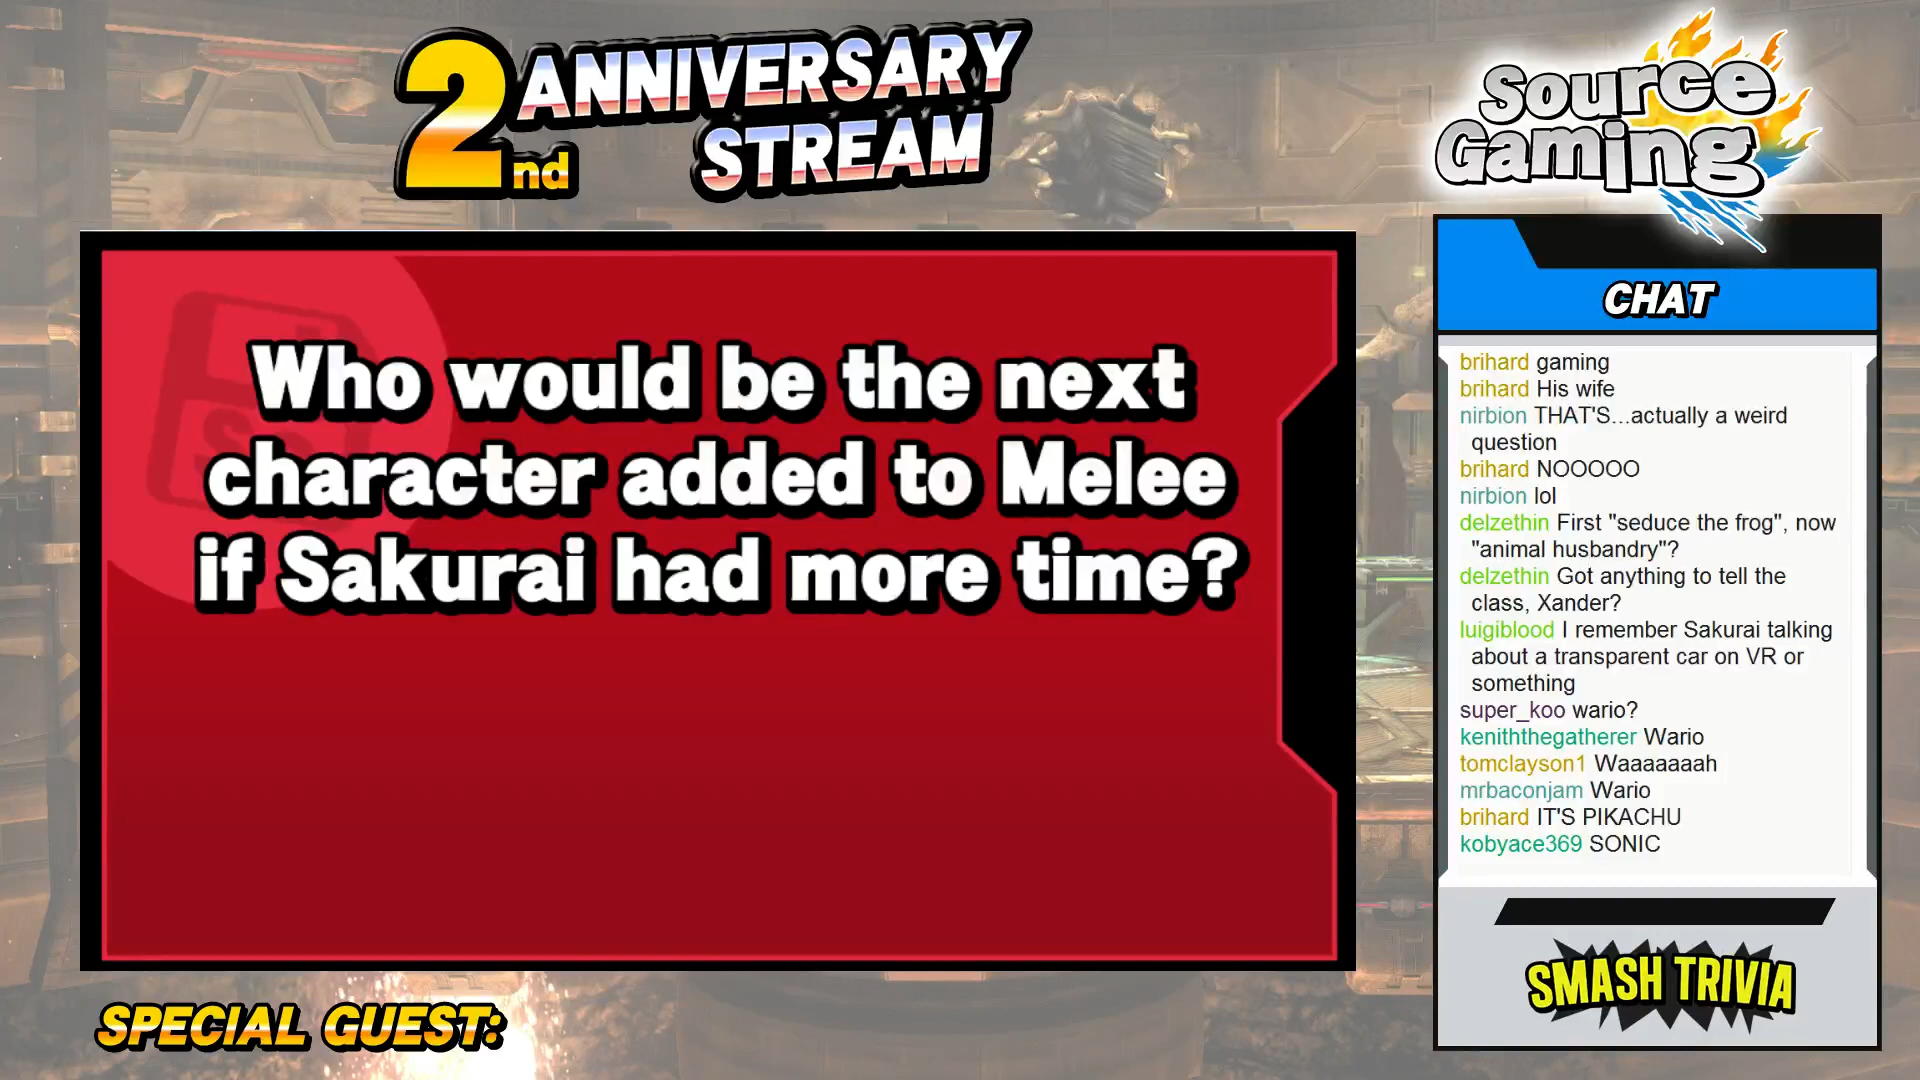 2nd ANNIVERSARY
STREAM
Source
Gaming
Who would be the next
character added to Melee
if Sakurai had more time?
CHAT
brihard gaming
brihard His wife
nirbion THAT'S...actually a weird
question
brihard NOOOOO
nirbion lol
delzethin First "seduce the frog", now
"animal husbandry"?
delzethin Got anything to tell the
class, Xander?
luigiblood I remember Sakurai talking
about a transparent car on VR or
something
super_koo wario?
keniththegatherer Wario
tomclayson1 Waaaaaaah
mrbaconjam Wario
brihard IT'S PIKACHU
kobyace369 SONIC
SMASH TRIVIA
SPECIAL GUEST: